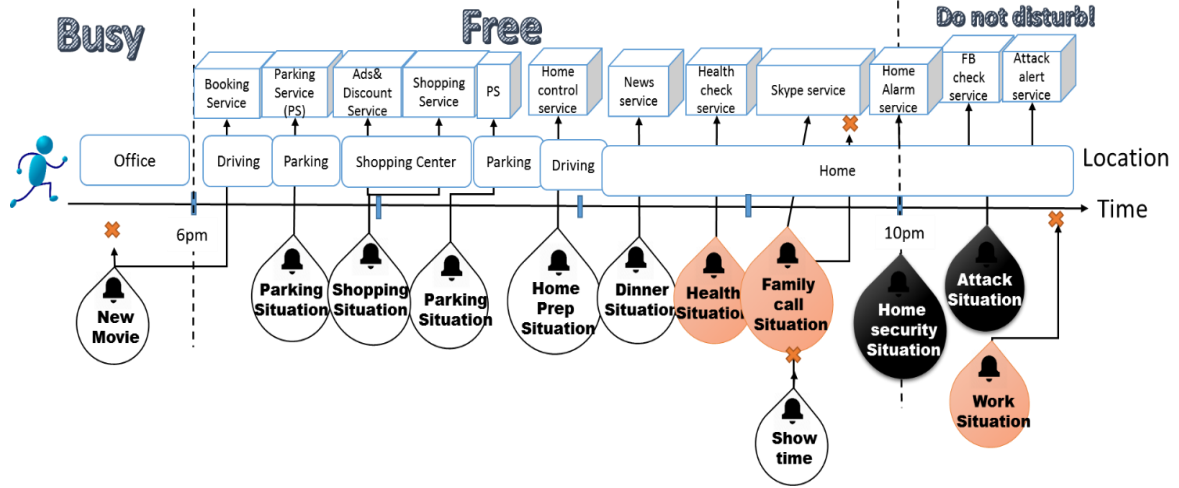 Busy
Free
Do not disturb!
Booking
Service
Parking
Service
(PS)
Ads&
Discount
Service
Shopping
Service
PS
Home
control
service
News
service
Health
check
service
Skype service
Home
Alarm
service
FB
check
service
Attack
alert
service
Office
Driving
Parking
Shopping Center
Parking
Driving
Home
Location
Time
6pm
10pm
New
Movie
Parking
Situation
Shopping
Situation
Parking
Situation
Home
Prep
Situation
Dinner
Situation
Health
Situation
Family
call
Situation
Home
security
Situation
Attack
Situation
Show
time
Work
Situation